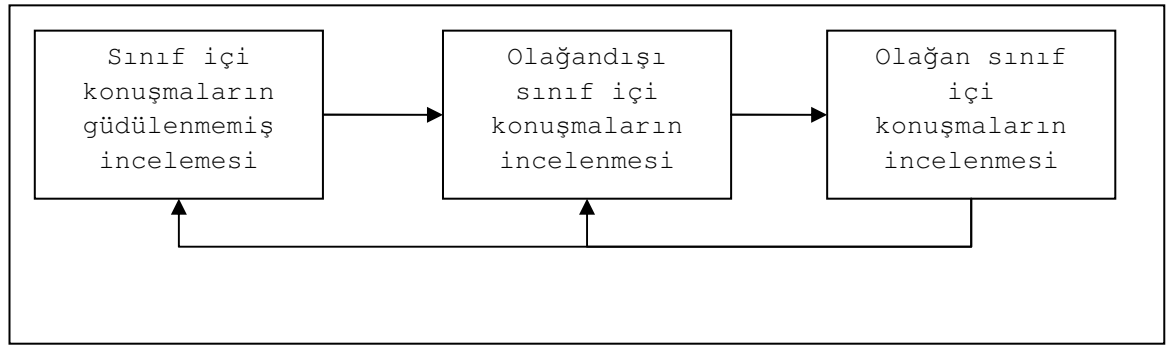 Sınıf içi
konuşmaların
güdülenmemiş
incelemesi
Olağandışı
sınıf içi
konuşmaların
incelenmesi
Olağan sınıf
içi
konuşmaların
incelenmesi